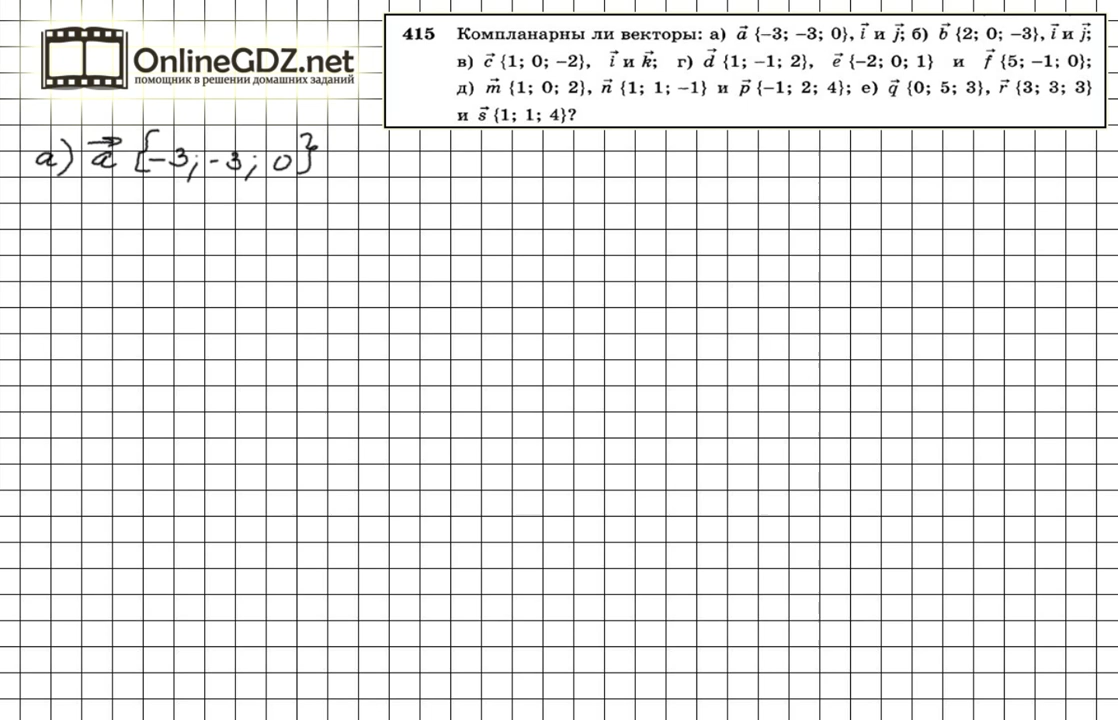 OnlineGDZ.net
помощник в решении домашних заданий
415 Компланарны ли векторы: а) a⃗ {–3; –3; 0}, i⃗ и j⃗; б) b⃗ {2; 0; –3}, i⃗ и j⃗;
в) c⃗ {1; 0; –2}, i⃗ и k⃗; г) d⃗ {1; –1; 2}, e⃗ {–2; 0; 1} и f⃗ {5; –1; 0};
д) m⃗ {1; 0; 2}, n⃗ {1; 1; –1} и p⃗ {–1; 2; 4}; е) q⃗ {0; 5; 3}, r⃗ {3; 3; 3}
и s⃗ {1; 1; 4}?
а) a⃗ {-3; -3; 0}